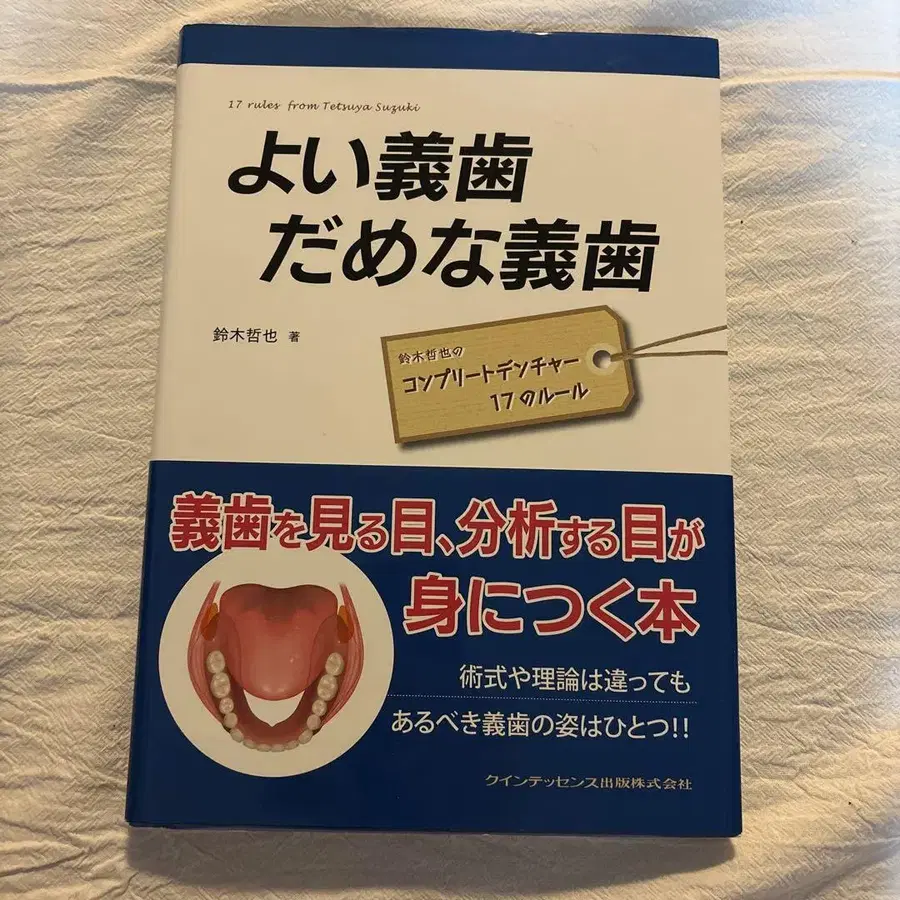 17 rules from Tetsuya Suzuki
よい義歯
だめな義歯
鈴木哲也 著
鈴木哲也の
コンプリートデンチャー
17のルール
義歯を見る目、分析する目が
身につく本
術式や理論は違っても
あるべき義歯の姿はひとつ!!
クインテッセンス出版株式会社